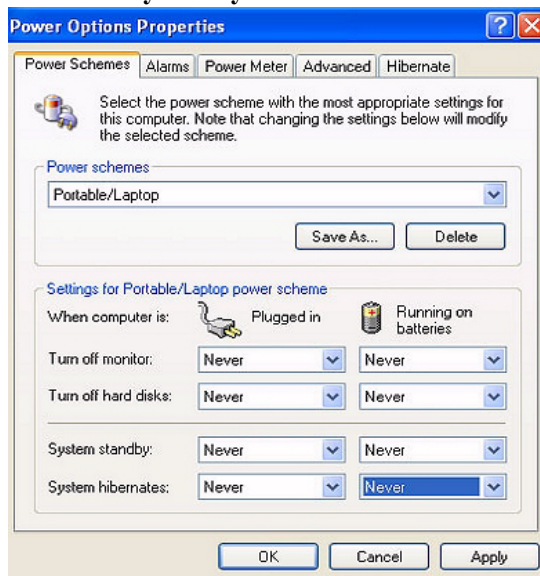 Power Options Properties
Power Schemes Alarms Power Meter Advanced Hibernate
Select the power scheme with the most appropriate settings for
this computer. Note that changing the settings below will modify
the selected scheme.
Power schemes
Portable/Laptop
Save As... Delete
Settings for Portable/Laptop power scheme
When computer is: Plugged in Running on
batteries
Turn off monitor: Never Never
Turn off hard disks: Never Never
System standby: Never Never
System hibernates: Never Never
OK Cancel Apply